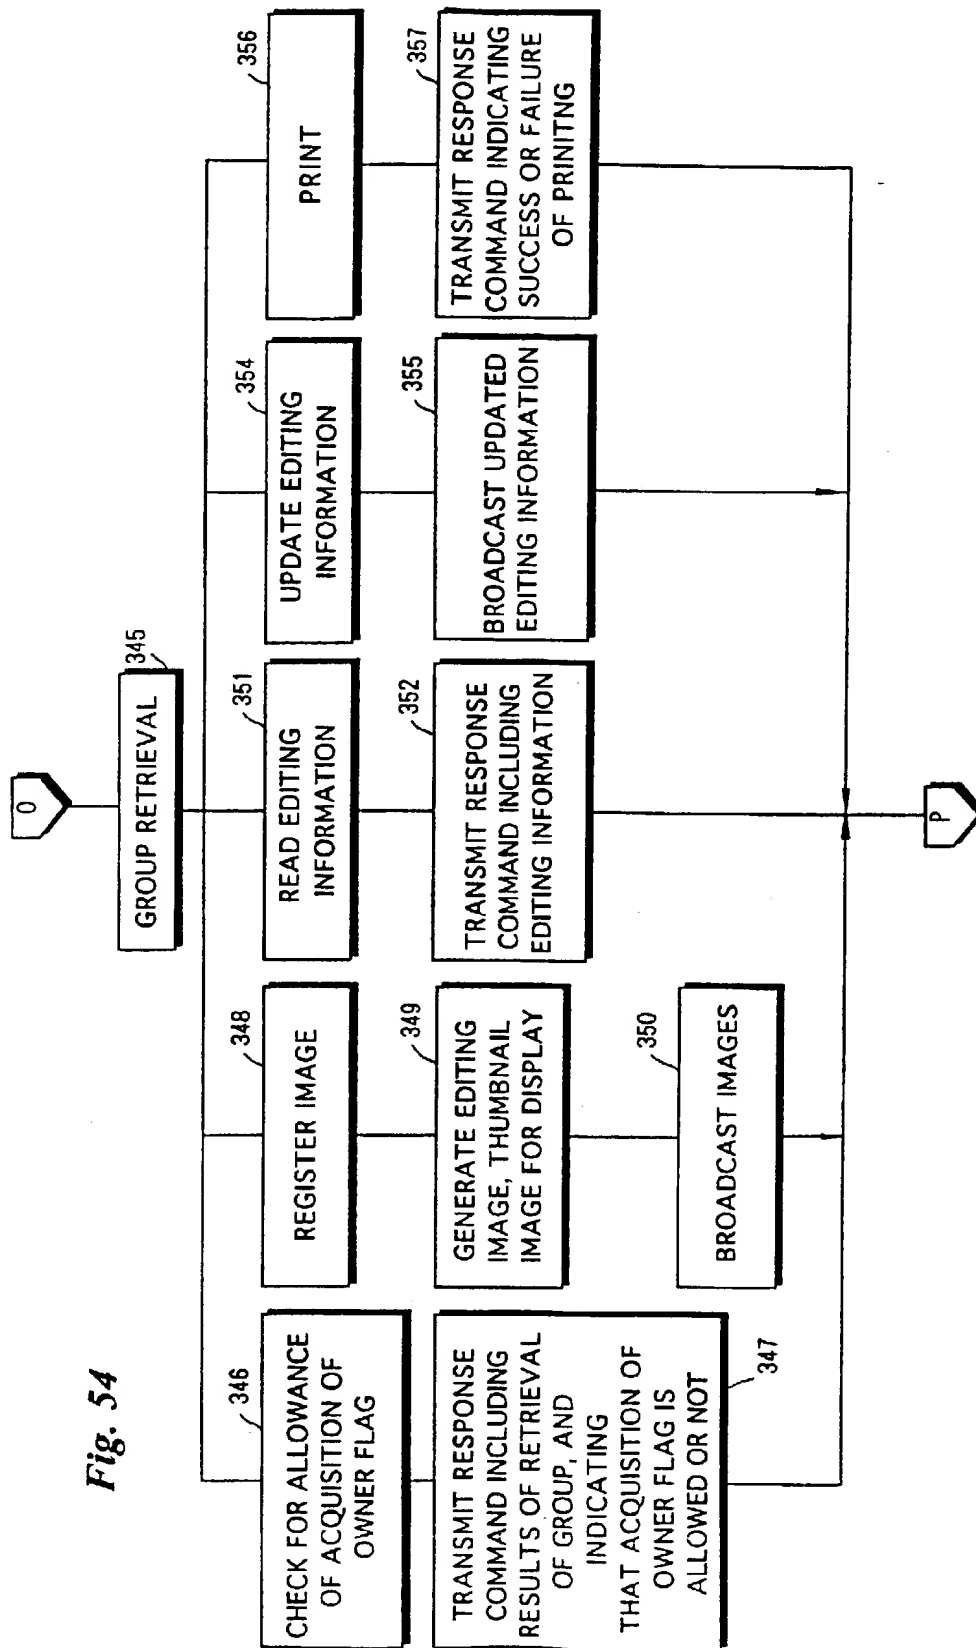 Fig. 54
O
GROUP RETRIEVAL
345
346
CHECK FOR ALLOWANCE
OF ACQUISITION OF
OWNER FLAG
TRANSMIT RESPONSE
COMMAND INCLUDING
RESULTS OF RETRIEVAL
OF GROUP, AND
INDICATING
THAT ACQUISITION OF
OWNER FLAG IS
ALLOWED OR NOT
347
348
REGISTER IMAGE
349
GENERATE EDITING
IMAGE, THUMBNAIL
IMAGE FOR DISPLAY
350
BROADCAST IMAGES
351
READ EDITING
INFORMATION
352
TRANSMIT RESPONSE
COMMAND INCLUDING
EDITING INFORMATION
354
UPDATE EDITING
INFORMATION
355
BROADCAST UPDATED
EDITING INFORMATION
356
PRINT
357
TRANSMIT RESPONSE
COMMAND INDICATING
SUCCESS OR FAILURE
OF PRINITNG
P